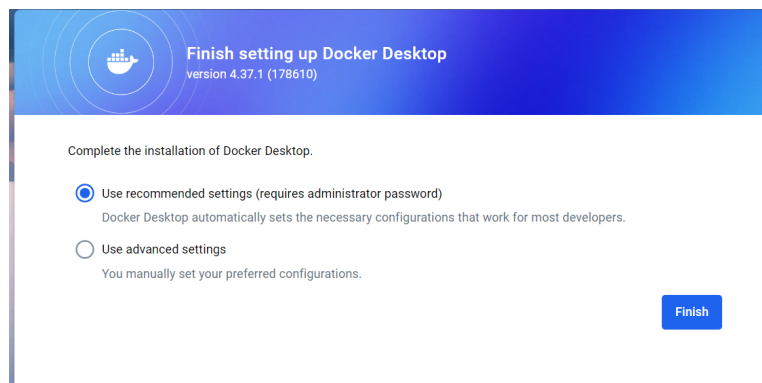 Finish setting up Docker Desktop
version 4.37.1 (178610)
Complete the installation of Docker Desktop.
Use recommended settings (requires administrator password)
Docker Desktop automatically sets the necessary configurations that work for most developers.
Use advanced settings
You manually set your preferred configurations.
Finish